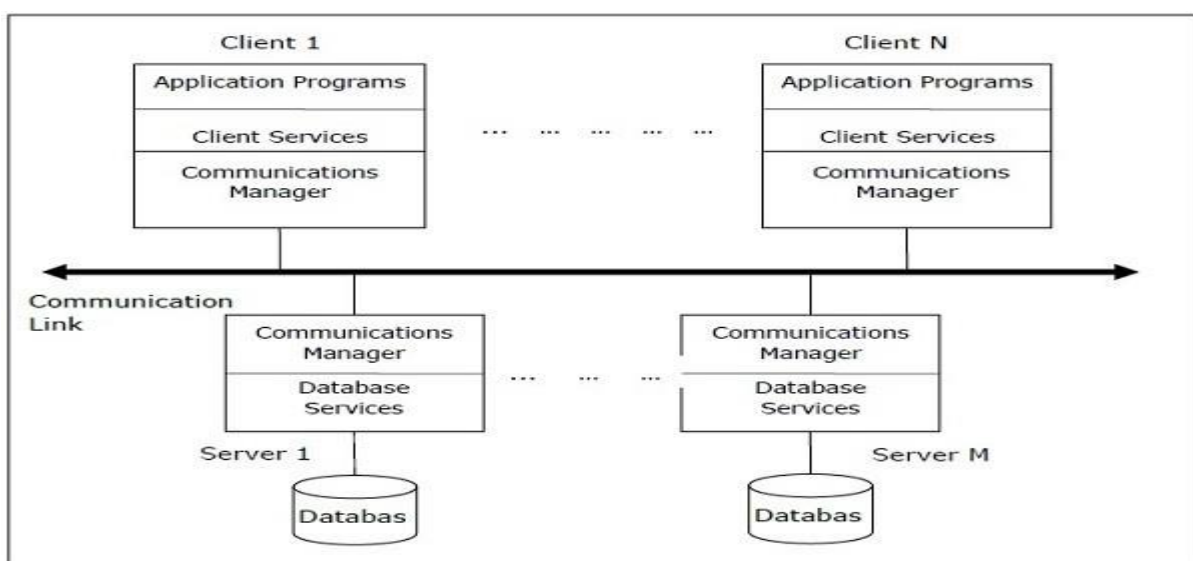 Client 1
Client N
Application Programs
Client Services
Communications
Manager
... ... ... ... ...
Application Programs
Client Services
Communications
Manager
Communication
Link
Communications
Manager
Database
Services
... ... ...
Communications
Manager
Database
Services
Server 1
Server M
Databas
Databas